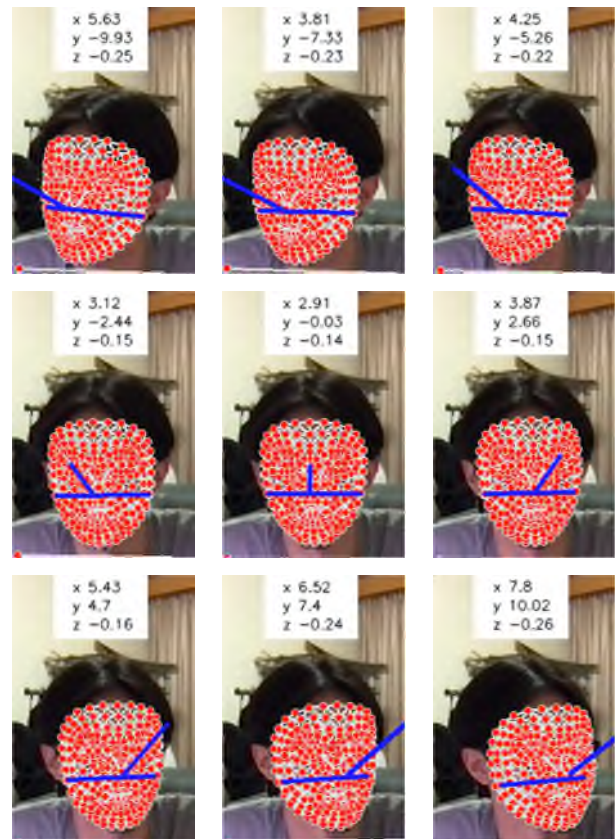 x 5.63
y -9.93
z -0.25
x 3.81
y -7.33
z -0.23
x 4.25
y -5.26
z -0.22
x 3.12
y -2.44
z -0.15
x 2.91
y -0.03
z -0.14
x 3.87
y 2.66
z -0.15
x 5.43
y 4.7
z -0.16
x 6.52
y 7.4
z -0.24
x 7.8
y 10.02
z -0.26